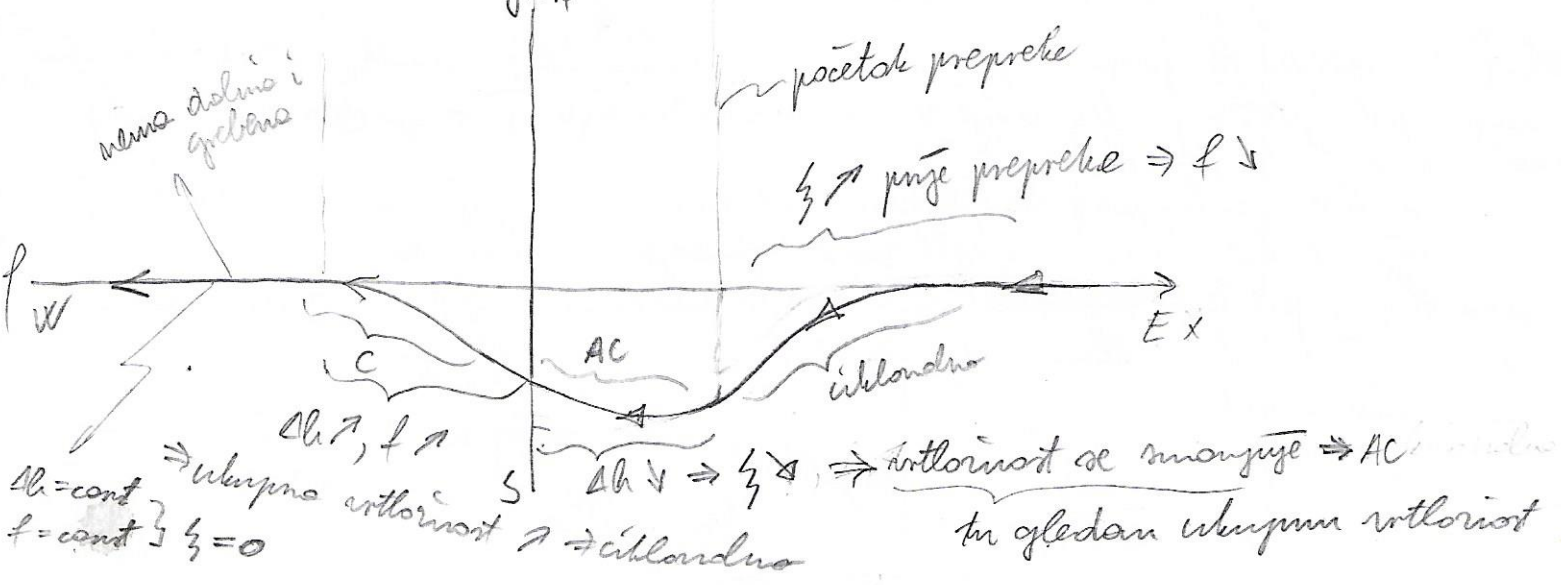 početak prepreke
nema dolina i
grebena
ξ ↗ prije prepreke ⇒ f ↘
W
E x
AC
C
ciklonalno
Δh ↗, f ↗
S
Δh ↘ ⇒ ξ ↘ ⇒ vrtložnost se smanjuje ⇒ AC
Δh = const
f = const } ξ = 0
⇒ ukupna vrtložnost ↗ ⇒ ciklonalno
tu gledam ukupnu vrtložnost